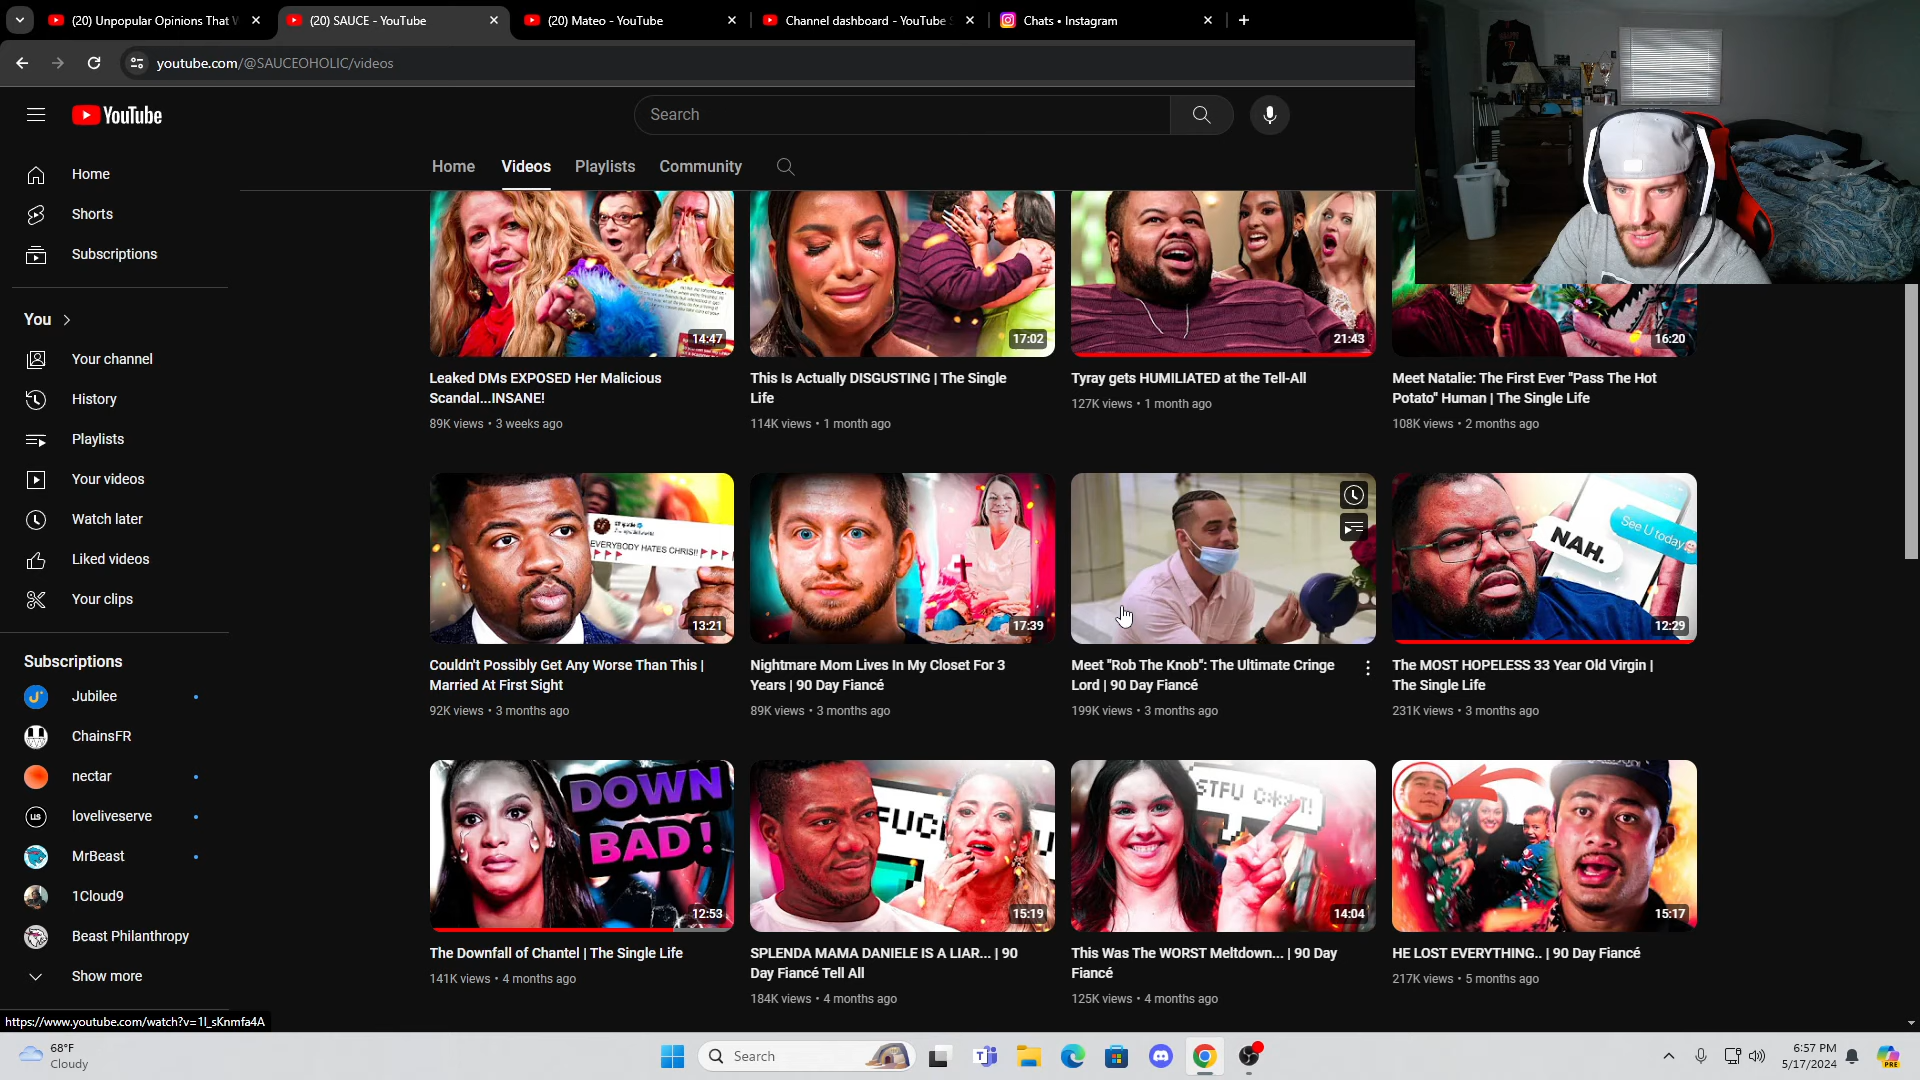 (20) Unpopular Opinions That
(20) SAUCE - YouTube
(20) Mateo - YouTube
Channel dashboard - YouTube
Chats • Instagram
youtube.com/@SAUCEOHOLIC/videos
YouTube
Search
Home
Videos
Playlists
Community
Home
Shorts
Subscriptions
You
Your channel
History
Playlists
Your videos
Watch later
Liked videos
Your clips
Subscriptions
Jubilee
ChainsFR
nectar
loveliveserve
MrBeast
1Cloud9
Beast Philanthropy
Show more
14:47
17:02
21:43
16:20
Leaked DMs EXPOSED Her Malicious
Scandal...INSANE!
89K views • 3 weeks ago
This Is Actually DISGUSTING | The Single
Life
114K views • 1 month ago
Tyray gets HUMILIATED at the Tell-All
127K views • 1 month ago
Meet Natalie: The First Ever "Pass The Hot
Potato" Human | The Single Life
108K views • 2 months ago
EVERYBODY HATES CHRIS!!
13:21
17:39
NAH.
See U today
12:29
Couldn't Possibly Get Any Worse Than This |
Married At First Sight
92K views • 3 months ago
Nightmare Mom Lives In My Closet For 3
Years | 90 Day Fiancé
89K views • 3 months ago
Meet "Rob The Knob": The Ultimate Cringe
Lord | 90 Day Fiancé
199K views • 3 months ago
The MOST HOPELESS 33 Year Old Virgin |
The Single Life
231K views • 3 months ago
DOWN
BAD!
12:53
FUC
U
15:19
STFU C**T!
14:04
15:17
The Downfall of Chantel | The Single Life
141K views • 4 months ago
SPLENDA MAMA DANIELE IS A LIAR... | 90
Day Fiancé Tell All
184K views • 4 months ago
This Was The WORST Meltdown... | 90 Day
Fiancé
125K views • 4 months ago
HE LOST EVERYTHING.. | 90 Day Fiancé
217K views • 5 months ago
https://www.youtube.com/watch?v=1l_sKnmfa4A
68°F
Cloudy
Search
6:57 PM
5/17/2024
PRE